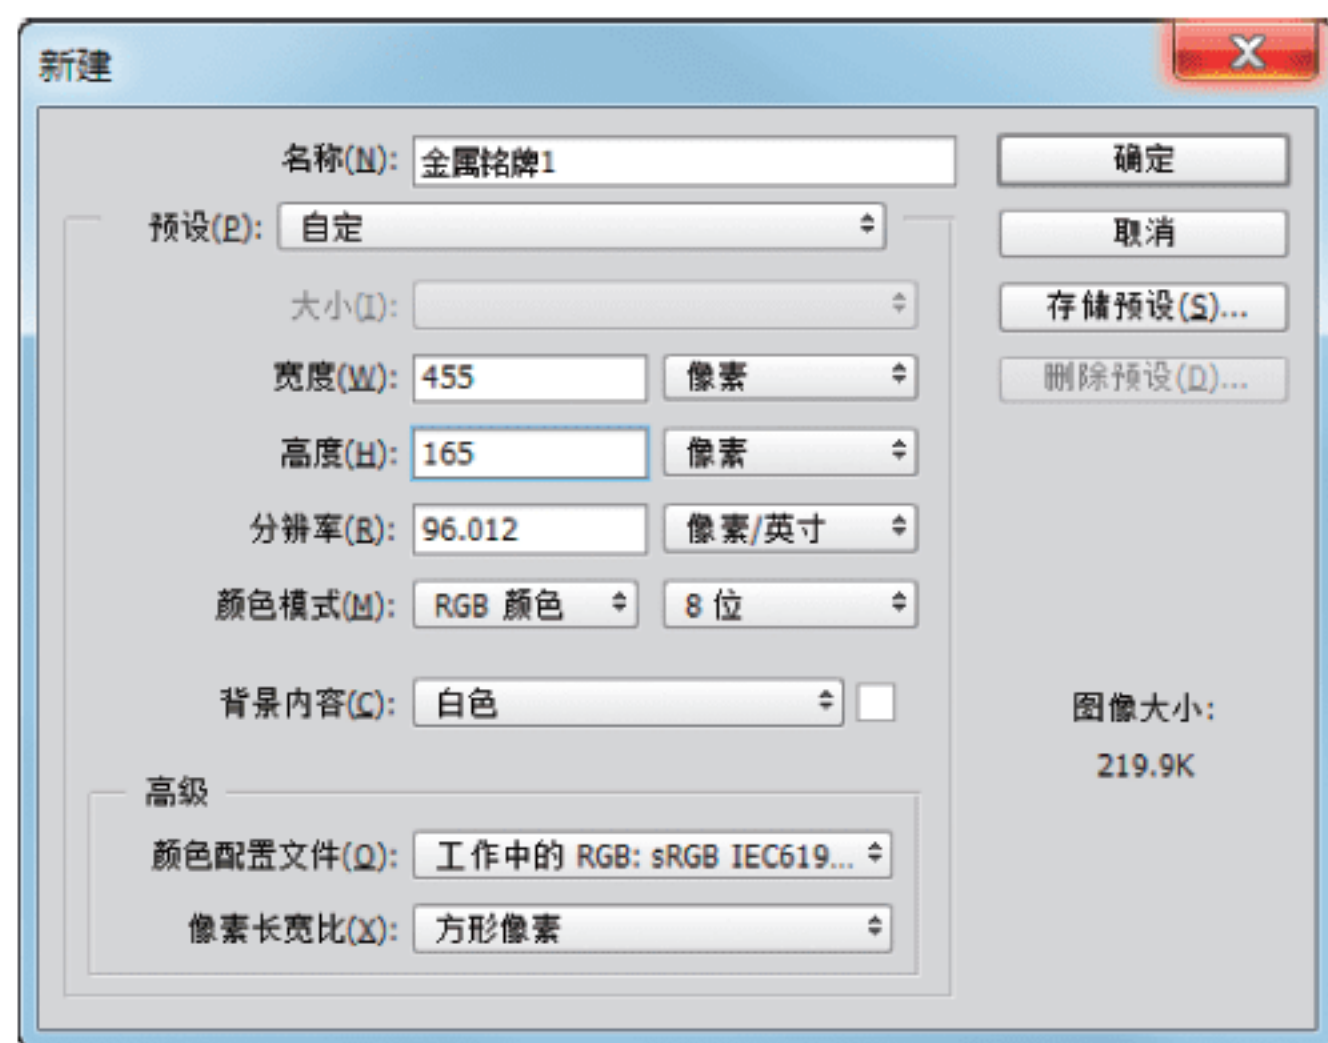 新建
名称(N): 金属铭牌1
确定
预设(P): 自定
取消
大小(I):
存储预设(S)...
宽度(W): 455 像素
删除预设(D)...
高度(H): 165 像素
分辨率(R): 96.012 像素/英寸
颜色模式(M): RGB 颜色 8 位
背景内容(C): 白色
图像大小:
219.9K
高级
颜色配置文件(O): 工作中的 RGB: sRGB IEC619...
像素长宽比(X): 方形像素